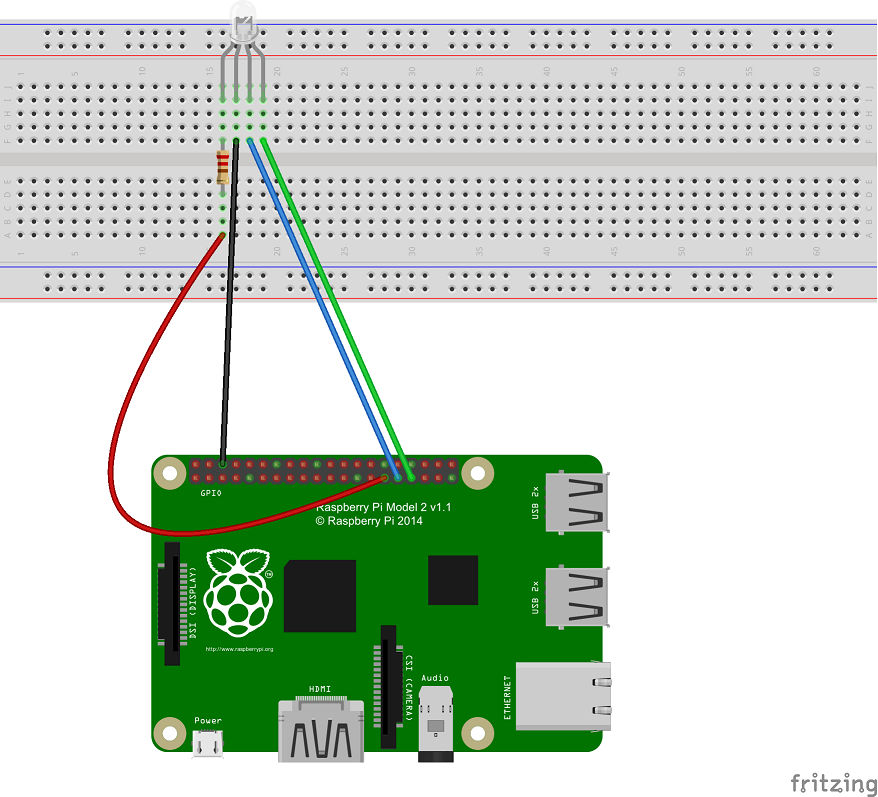 15 10 15 20 25 30 35 40 45 50 55 60
J
I
H
G
F
E
D
C
B
A
1 5 10 15 20 25 30 35 40 45 50 55 60
GPIO
Raspberry Pi Model 2 v1.1
© Raspberry Pi 2014
USB 2x
USB 2x
DSI (DISPLAY)
TM
http://www.raspberrypi.org
HDMI
CSI (CAMERA)
Audio
ETHERNET
Power
fritzing